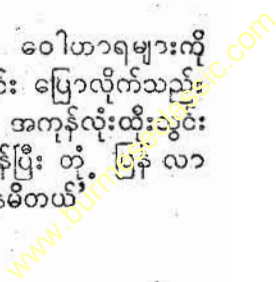 ဝေါဟာရများကို
း ပြောလိုက်သည်။
အကုန်လုံးထိုးသွင်း
န်ပြီး တုံ့ ပြန် လာ
မိတယ်'
www.burmeseclassic.com